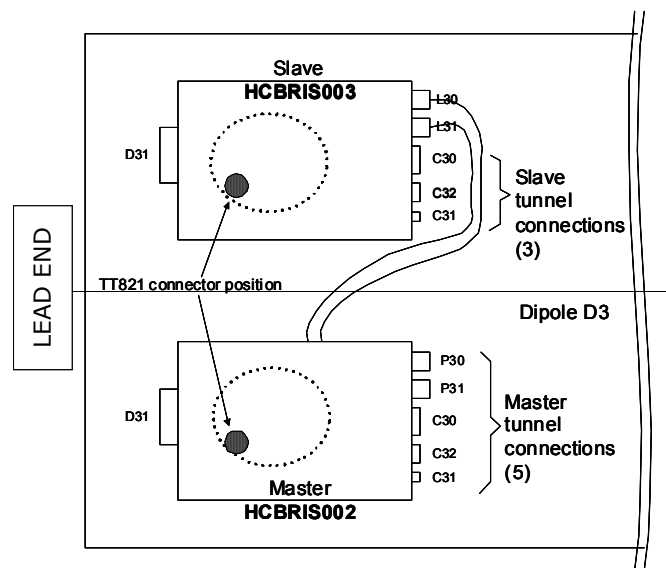 Slave
HCBRIS003
L30
L31
D31
C30
C32
C31
Slave
tunnel
connections
(3)
LEAD END
TT821 connector position
Dipole D3
P30
P31
D31
C30
C32
C31
Master
tunnel
connections
(5)
Master
HCBRIS002